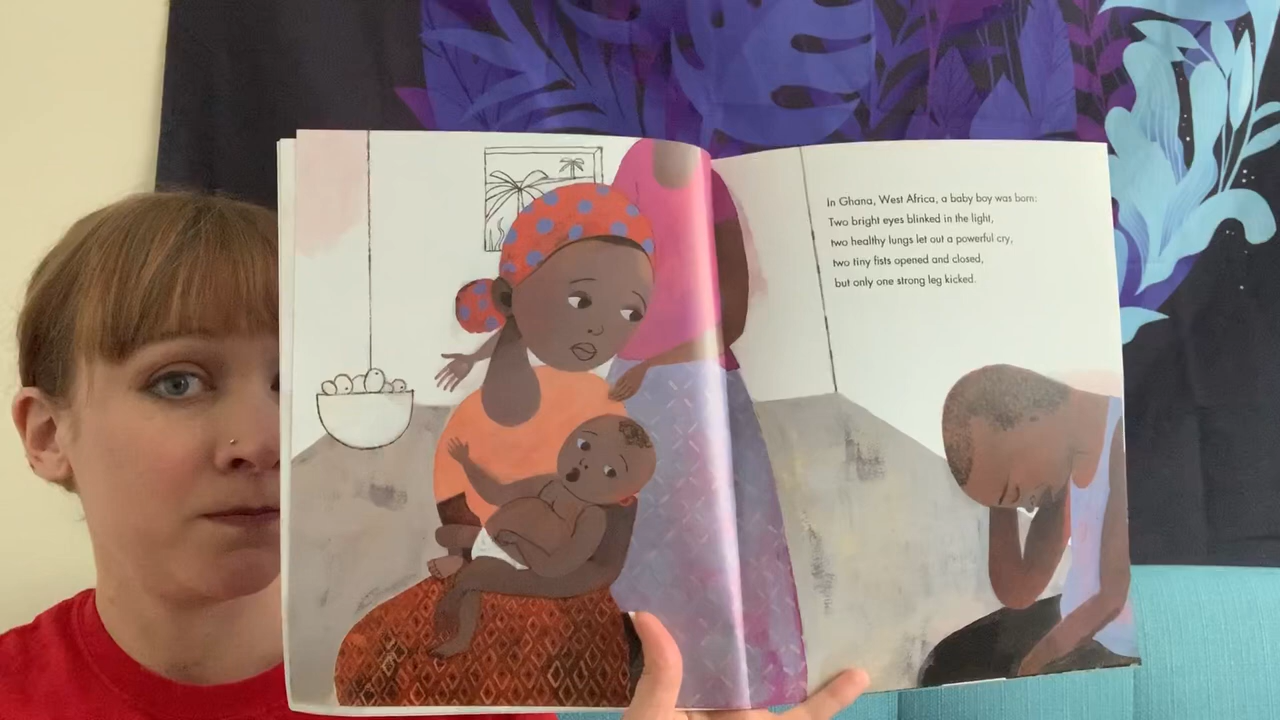 In Ghana, West Africa, a baby boy was born:
Two bright eyes blinked in the light,
two healthy lungs let out a powerful cry,
two tiny fists opened and closed,
but only one strong leg kicked.